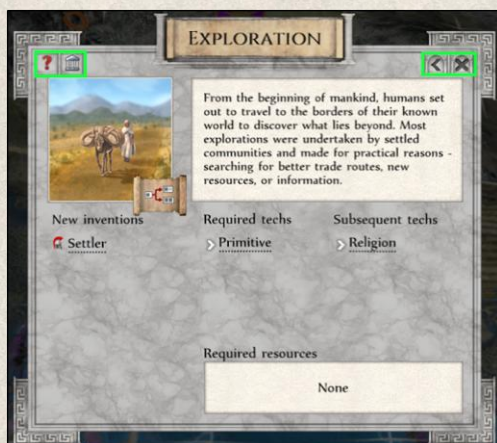 EXPLORATION
?
From the beginning of mankind, humans set
out to travel to the borders of their known
world to discover what lies beyond. Most
explorations were undertaken by settled
communities and made for practical reasons -
searching for better trade routes, new
resources, or information.
New inventions
Settler
Required techs
Primitive
Subsequent techs
Religion
Required resources
None